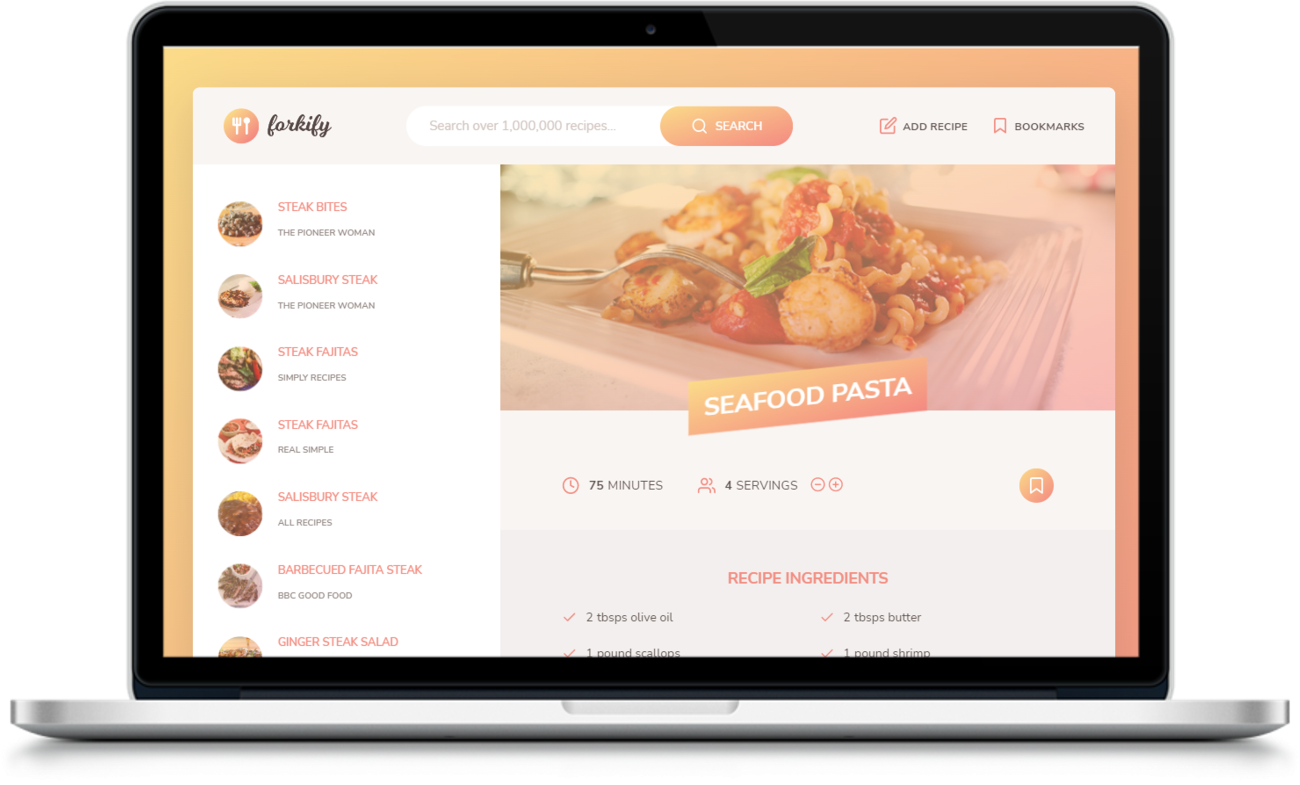 forkify
Search over 1,000,000 recipes...
SEARCH
ADD RECIPE
BOOKMARKS
STEAK BITES
THE PIONEER WOMAN
SALISBURY STEAK
THE PIONEER WOMAN
STEAK FAJITAS
SIMPLY RECIPES
STEAK FAJITAS
REAL SIMPLE
SALISBURY STEAK
ALL RECIPES
BARBECUED FAJITA STEAK
BBC GOOD FOOD
GINGER STEAK SALAD
SEAFOOD PASTA
75 MINUTES
4 SERVINGS
RECIPE INGREDIENTS
2 tbsps olive oil
2 tbsps butter
1 pound scallops
1 pound shrimp